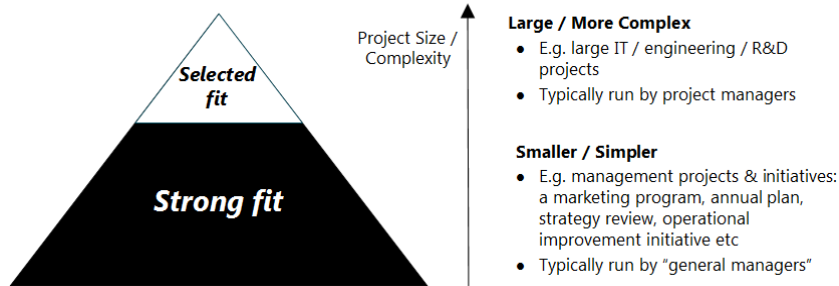 Selected
fit
Strong fit
Project Size /
Complexity
Large / More Complex
● E.g. large IT / engineering / R&D
projects
● Typically run by project managers
Smaller / Simpler
● E.g. management projects & initiatives:
a marketing program, annual plan,
strategy review, operational
improvement initiative etc
● Typically run by “general managers”